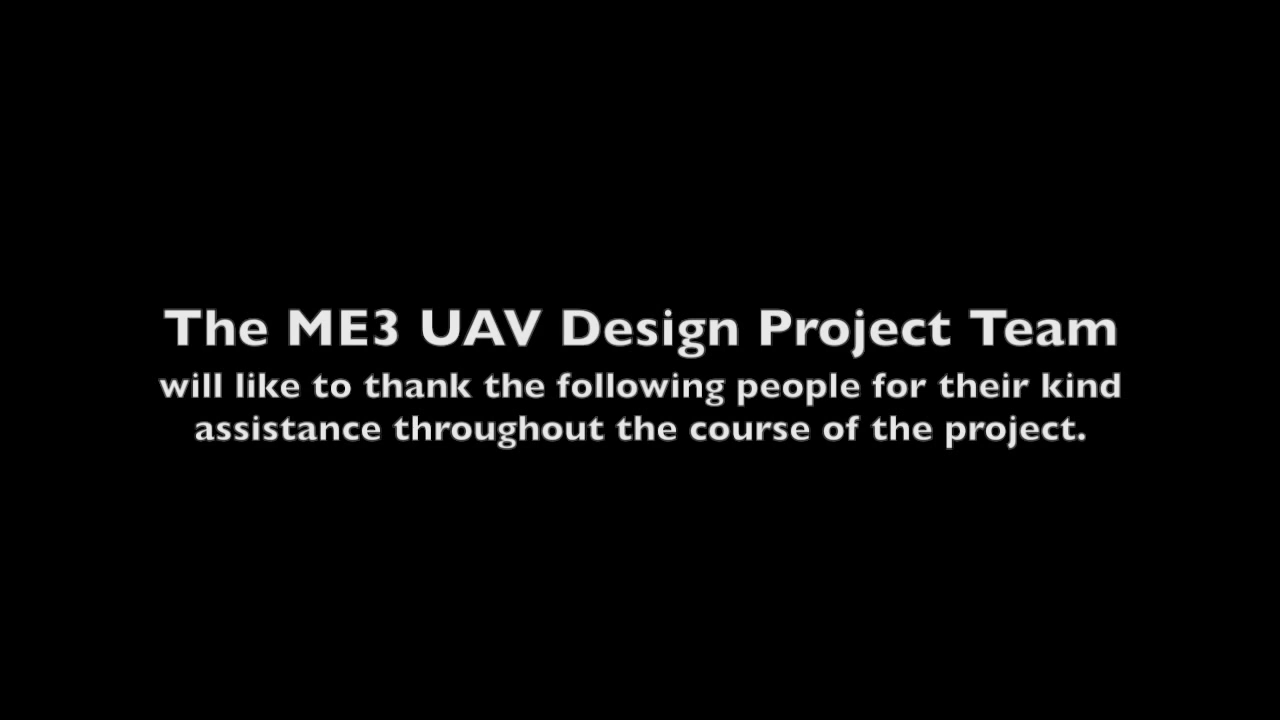 The ME3 UAV Design Project Team
will like to thank the following people for their kind
assistance throughout the course of the project.